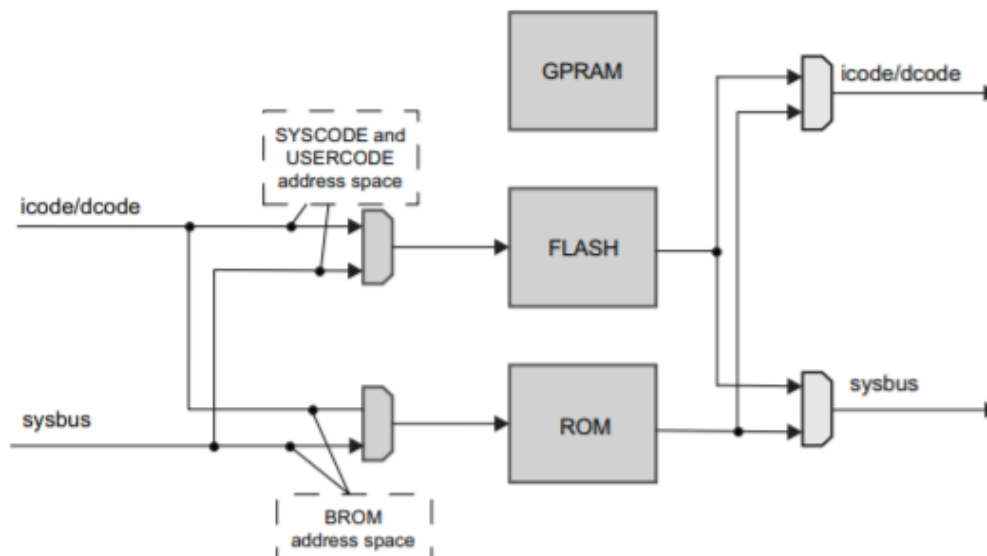 GPRAM
icode/dcode
SYSCODE and
USERCODE
address space
icode/dcode
FLASH
sysbus
sysbus
ROM
BROM
address space